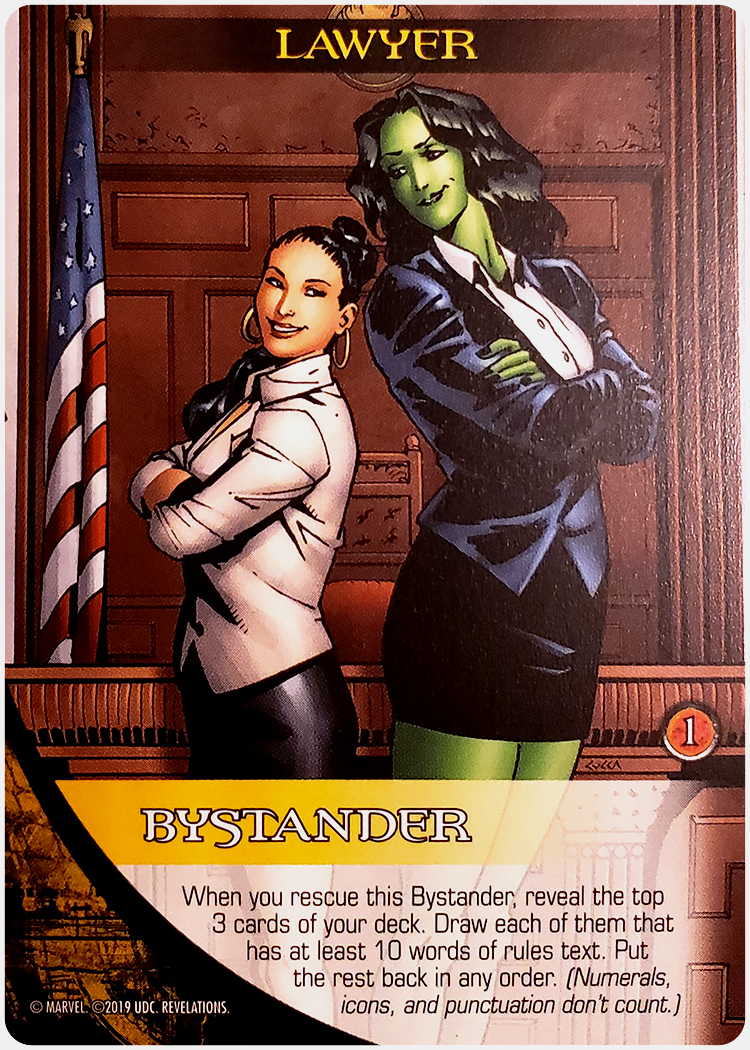 LAWYER
1
CUCCA
BYSTANDER
When you rescue this Bystander, reveal the top
3 cards of your deck. Draw each of them that
has at least 10 words of rules text. Put
the rest back in any order. (Numerals,
icons, and punctuation don't count.)
© MARVEL. ©2019 UDC. REVELATIONS.